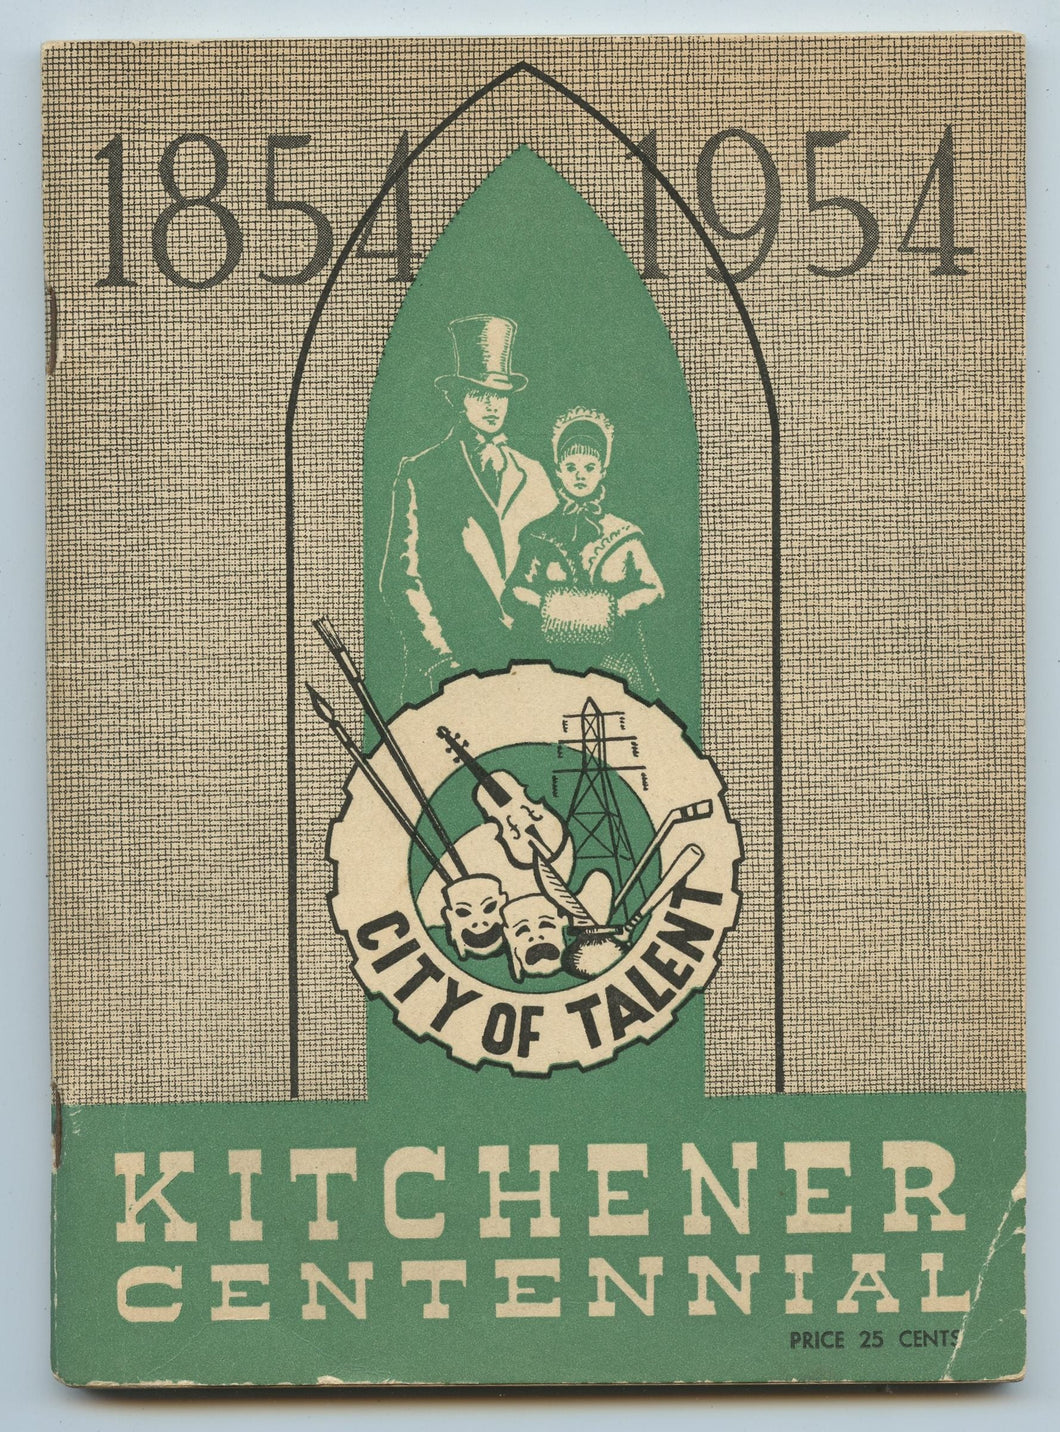 1854 1954
CITY OF TALENT
KITCHENER
CENTENNIAL
PRICE 25 CENTS